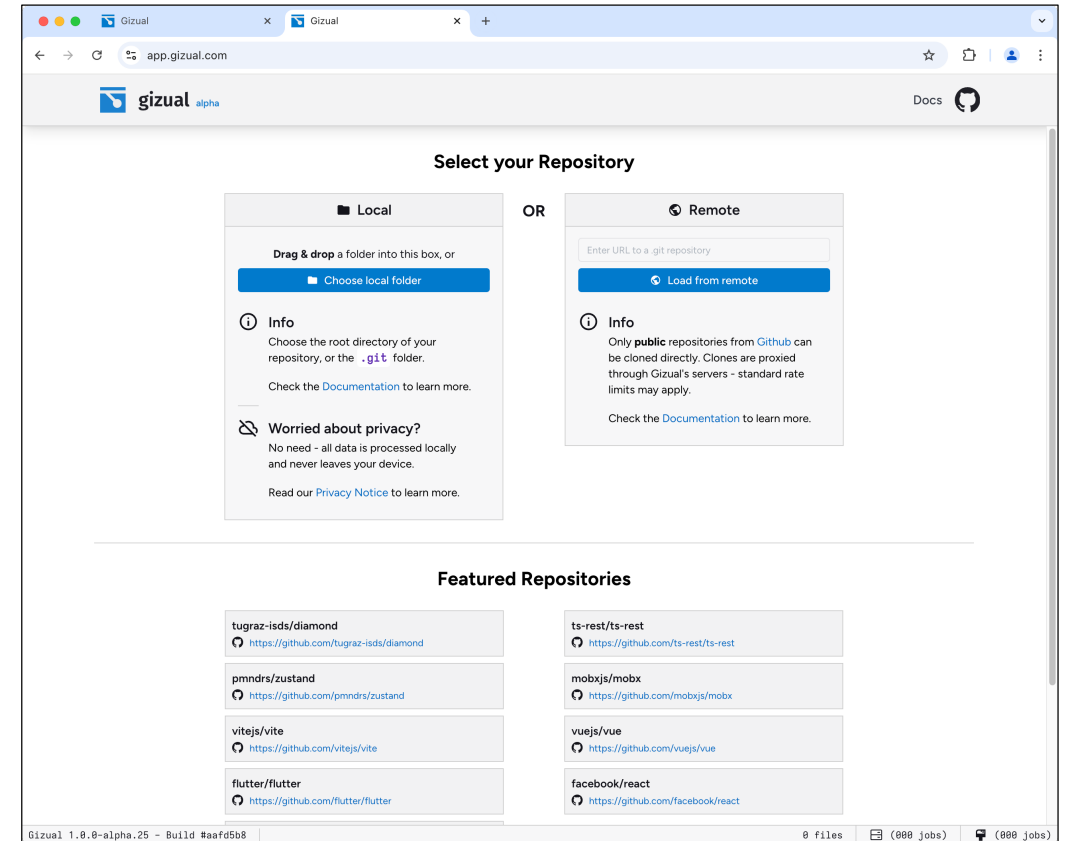 Gizual
Gizual
app.gizual.com
gizual alpha
Docs
Select your Repository
Local
OR
Remote
Drag & drop a folder into this box, or
Choose local folder
Info
Choose the root directory of your
repository, or the .git folder.
Check the Documentation to learn more.
Worried about privacy?
No need - all data is processed locally
and never leaves your device.
Read our Privacy Notice to learn more.
Enter URL to a .git repository
Load from remote
Info
Only public repositories from Github can
be cloned directly. Clones are proxied
through Gizual's servers - standard rate
limits may apply.
Check the Documentation to learn more.
Featured Repositories
tugraz-isds/diamond
https://github.com/tugraz-isds/diamond
ts-rest/ts-rest
https://github.com/ts-rest/ts-rest
pmndrs/zustand
https://github.com/pmndrs/zustand
mobxjs/mobx
https://github.com/mobxjs/mobx
vitejs/vite
https://github.com/vitejs/vite
vuejs/vue
https://github.com/vuejs/vue
flutter/flutter
https://github.com/flutter/flutter
facebook/react
https://github.com/facebook/react
Gizual 1.0.0-alpha.25 - Build #aafd5b8
0 files
(000 jobs)
(000 jobs)